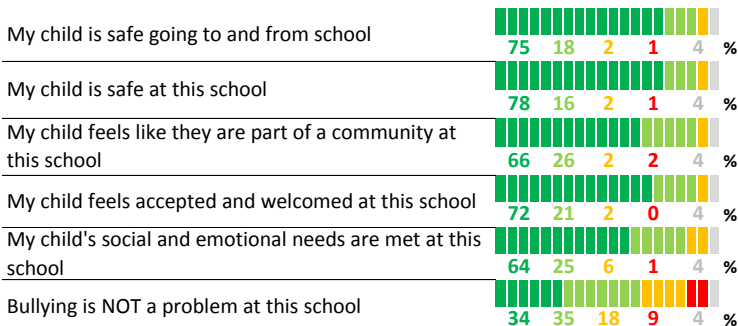 My child is safe going to and from school
75 18 2 1 4 %
My child is safe at this school
78 16 2 1 4 %
My child feels like they are part of a community at
this school
66 26 2 2 4 %
My child feels accepted and welcomed at this school
72 21 2 0 4 %
My child's social and emotional needs are met at this
school
64 25 6 1 4 %
Bullying is NOT a problem at this school
34 35 18 9 4 %